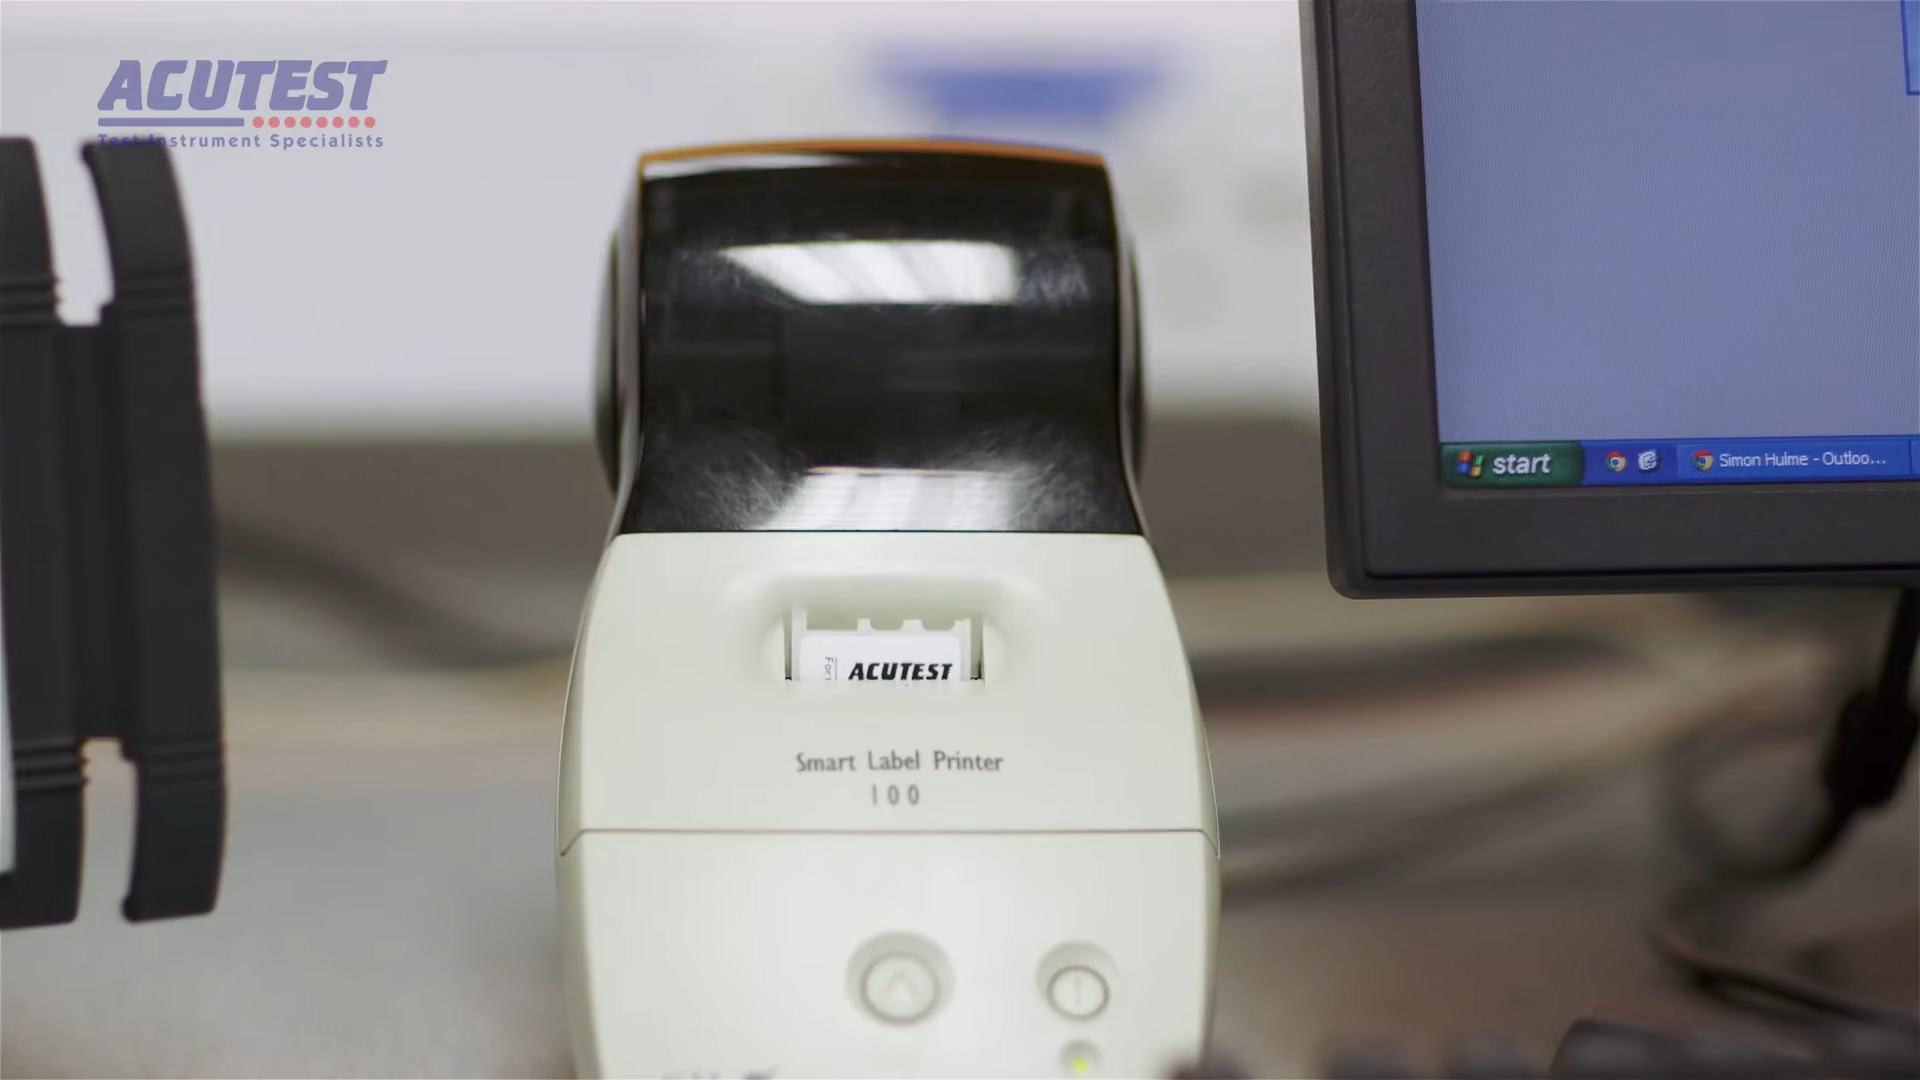 ACUTEST
Test Instrument Specialists
start
Simon Hulme - Outloo...
ACUTEST
Smart Label Printer
100